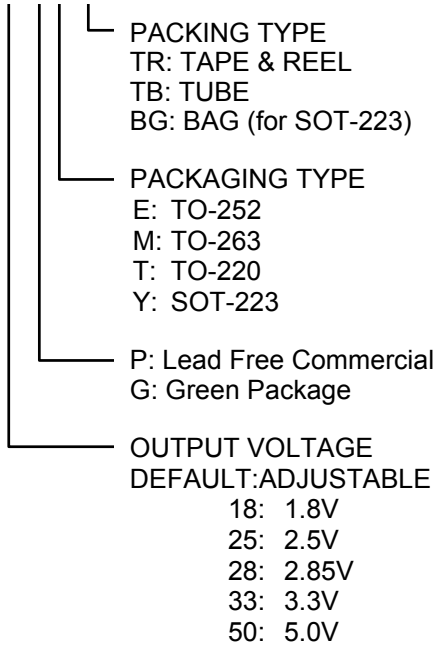 PACKING TYPE
TR: TAPE & REEL
TB: TUBE
BG: BAG (for SOT-223)
PACKAGING TYPE
E: TO-252
M: TO-263
T: TO-220
Y: SOT-223
P: Lead Free Commercial
G: Green Package
OUTPUT VOLTAGE
DEFAULT:ADJUSTABLE
18: 1.8V
25: 2.5V
28: 2.85V
33: 3.3V
50: 5.0V